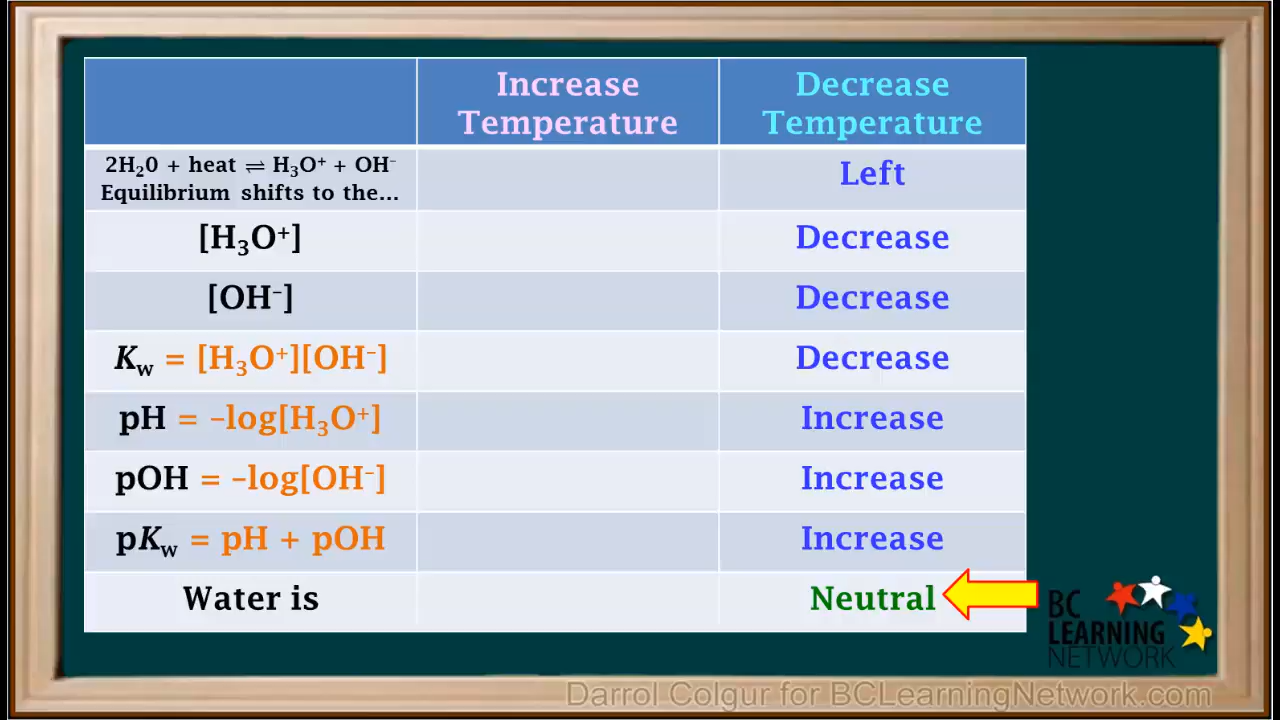 Increase
Temperature
Decrease
Temperature
2H₂0 + heat ⇌ H₃O⁺ + OH⁻
Equilibrium shifts to the...
Left
[H₃O⁺]
Decrease
[OH⁻]
Decrease
Kw = [H₃O⁺][OH⁻]
Decrease
pH = –log[H₃O⁺]
Increase
pOH = –log[OH⁻]
Increase
pKw = pH + pOH
Increase
Water is
Neutral
BC
LEARNING
NETWORK
Darrol Colgur for BCLearningNetwork.com